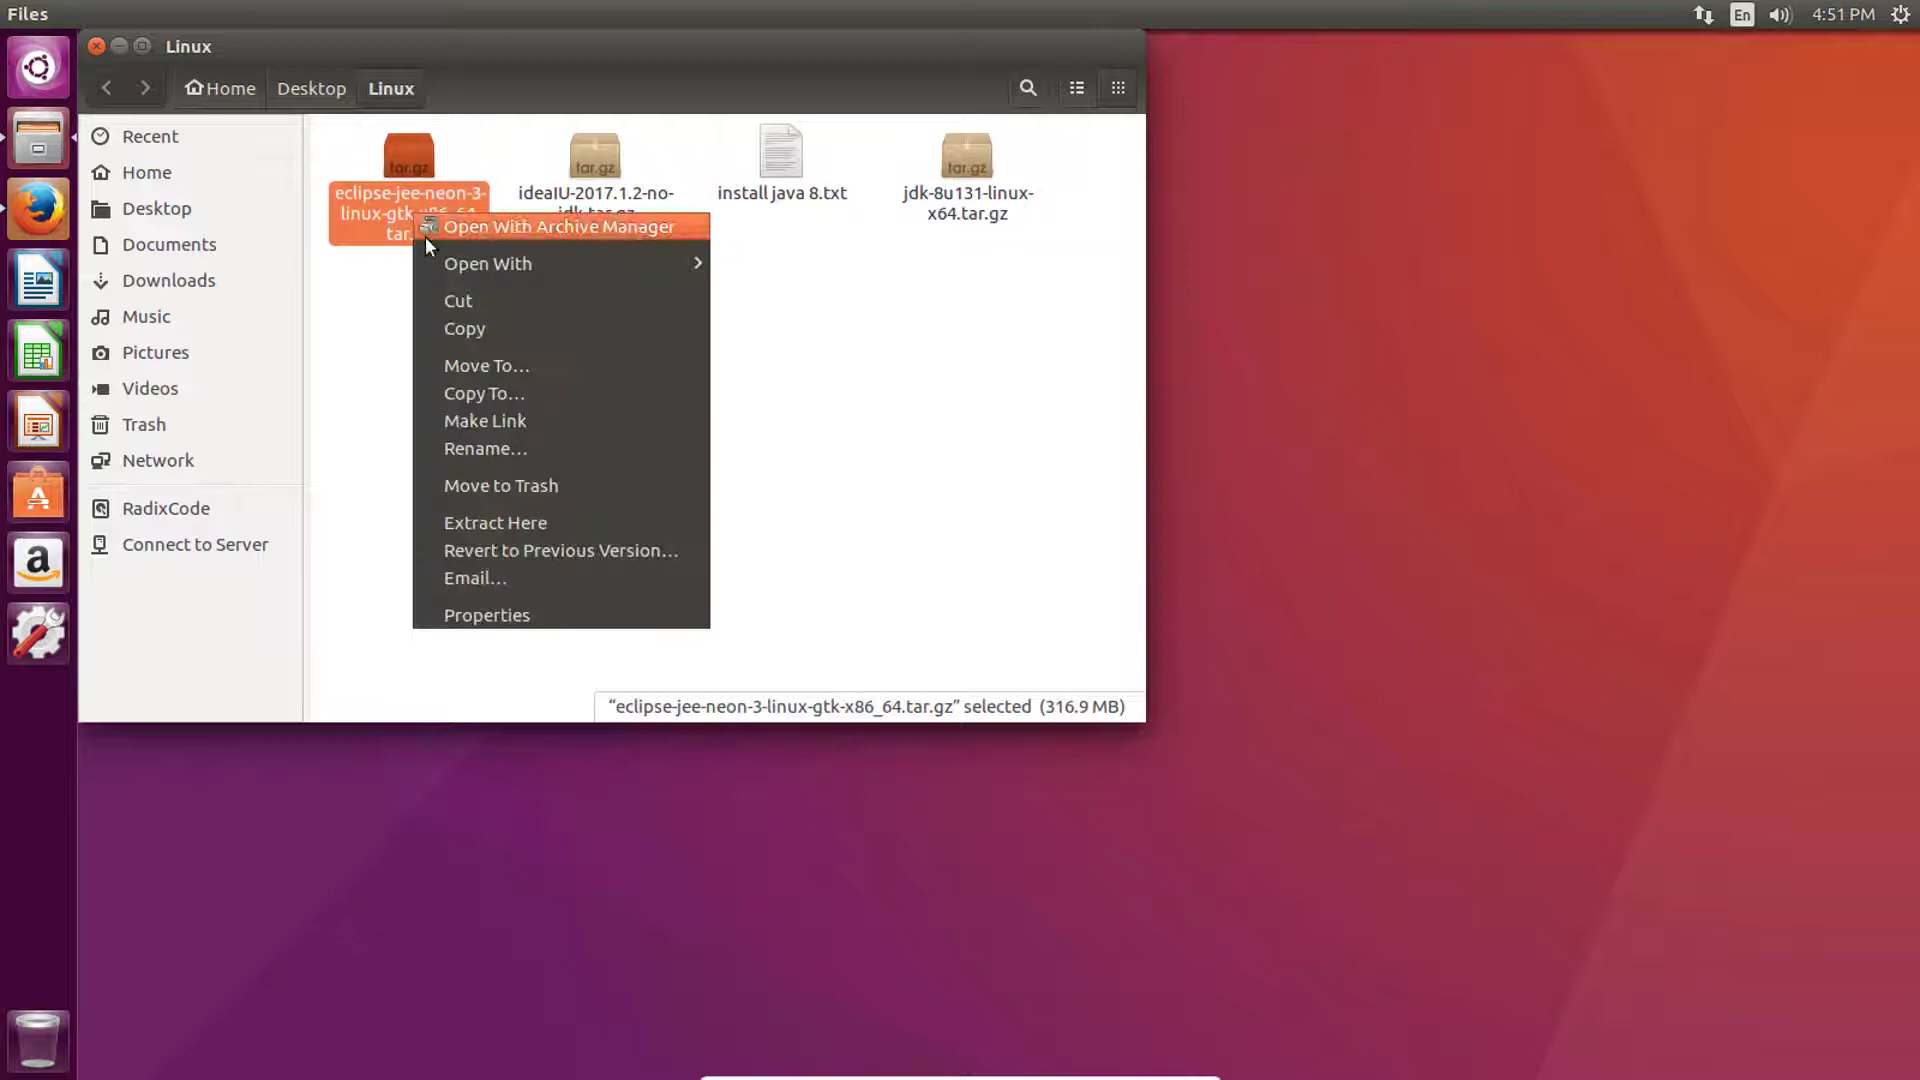 Files
En
4:51 PM
Linux
Home
Desktop
Linux
Recent
Home
Desktop
Documents
Downloads
Music
Pictures
Videos
Trash
Network
RadixCode
Connect to Server
tar.gz
eclipse-jee-neon-3-
linux-gtk-x86_64.
tar.
tar.gz
ideaIU-2017.1.2-no-
jdk.tar.gz
install java 8.txt
tar.gz
jdk-8u131-linux-
x64.tar.gz
Open With Archive Manager
Open With
Cut
Copy
Move To…
Copy To…
Make Link
Rename…
Move to Trash
Extract Here
Revert to Previous Version…
Email…
Properties
“eclipse-jee-neon-3-linux-gtk-x86_64.tar.gz” selected (316.9 MB)
a